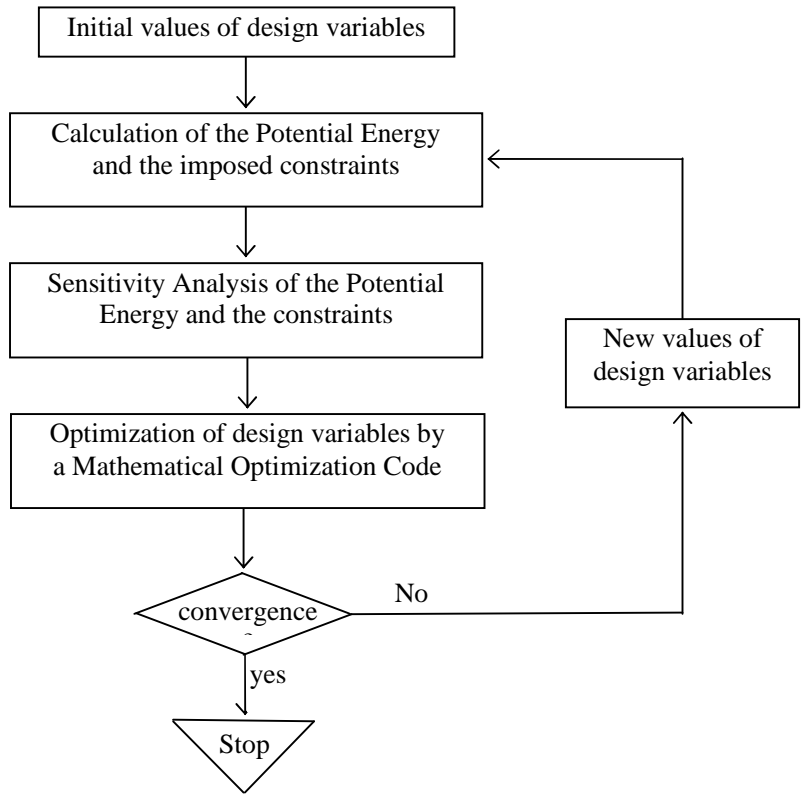 Initial values of design variables
Calculation of the Potential Energy
and the imposed constraints
Sensitivity Analysis of the Potential
Energy and the constraints
New values of
design variables
Optimization of design variables by
a Mathematical Optimization Code
convergence
No
yes
Stop